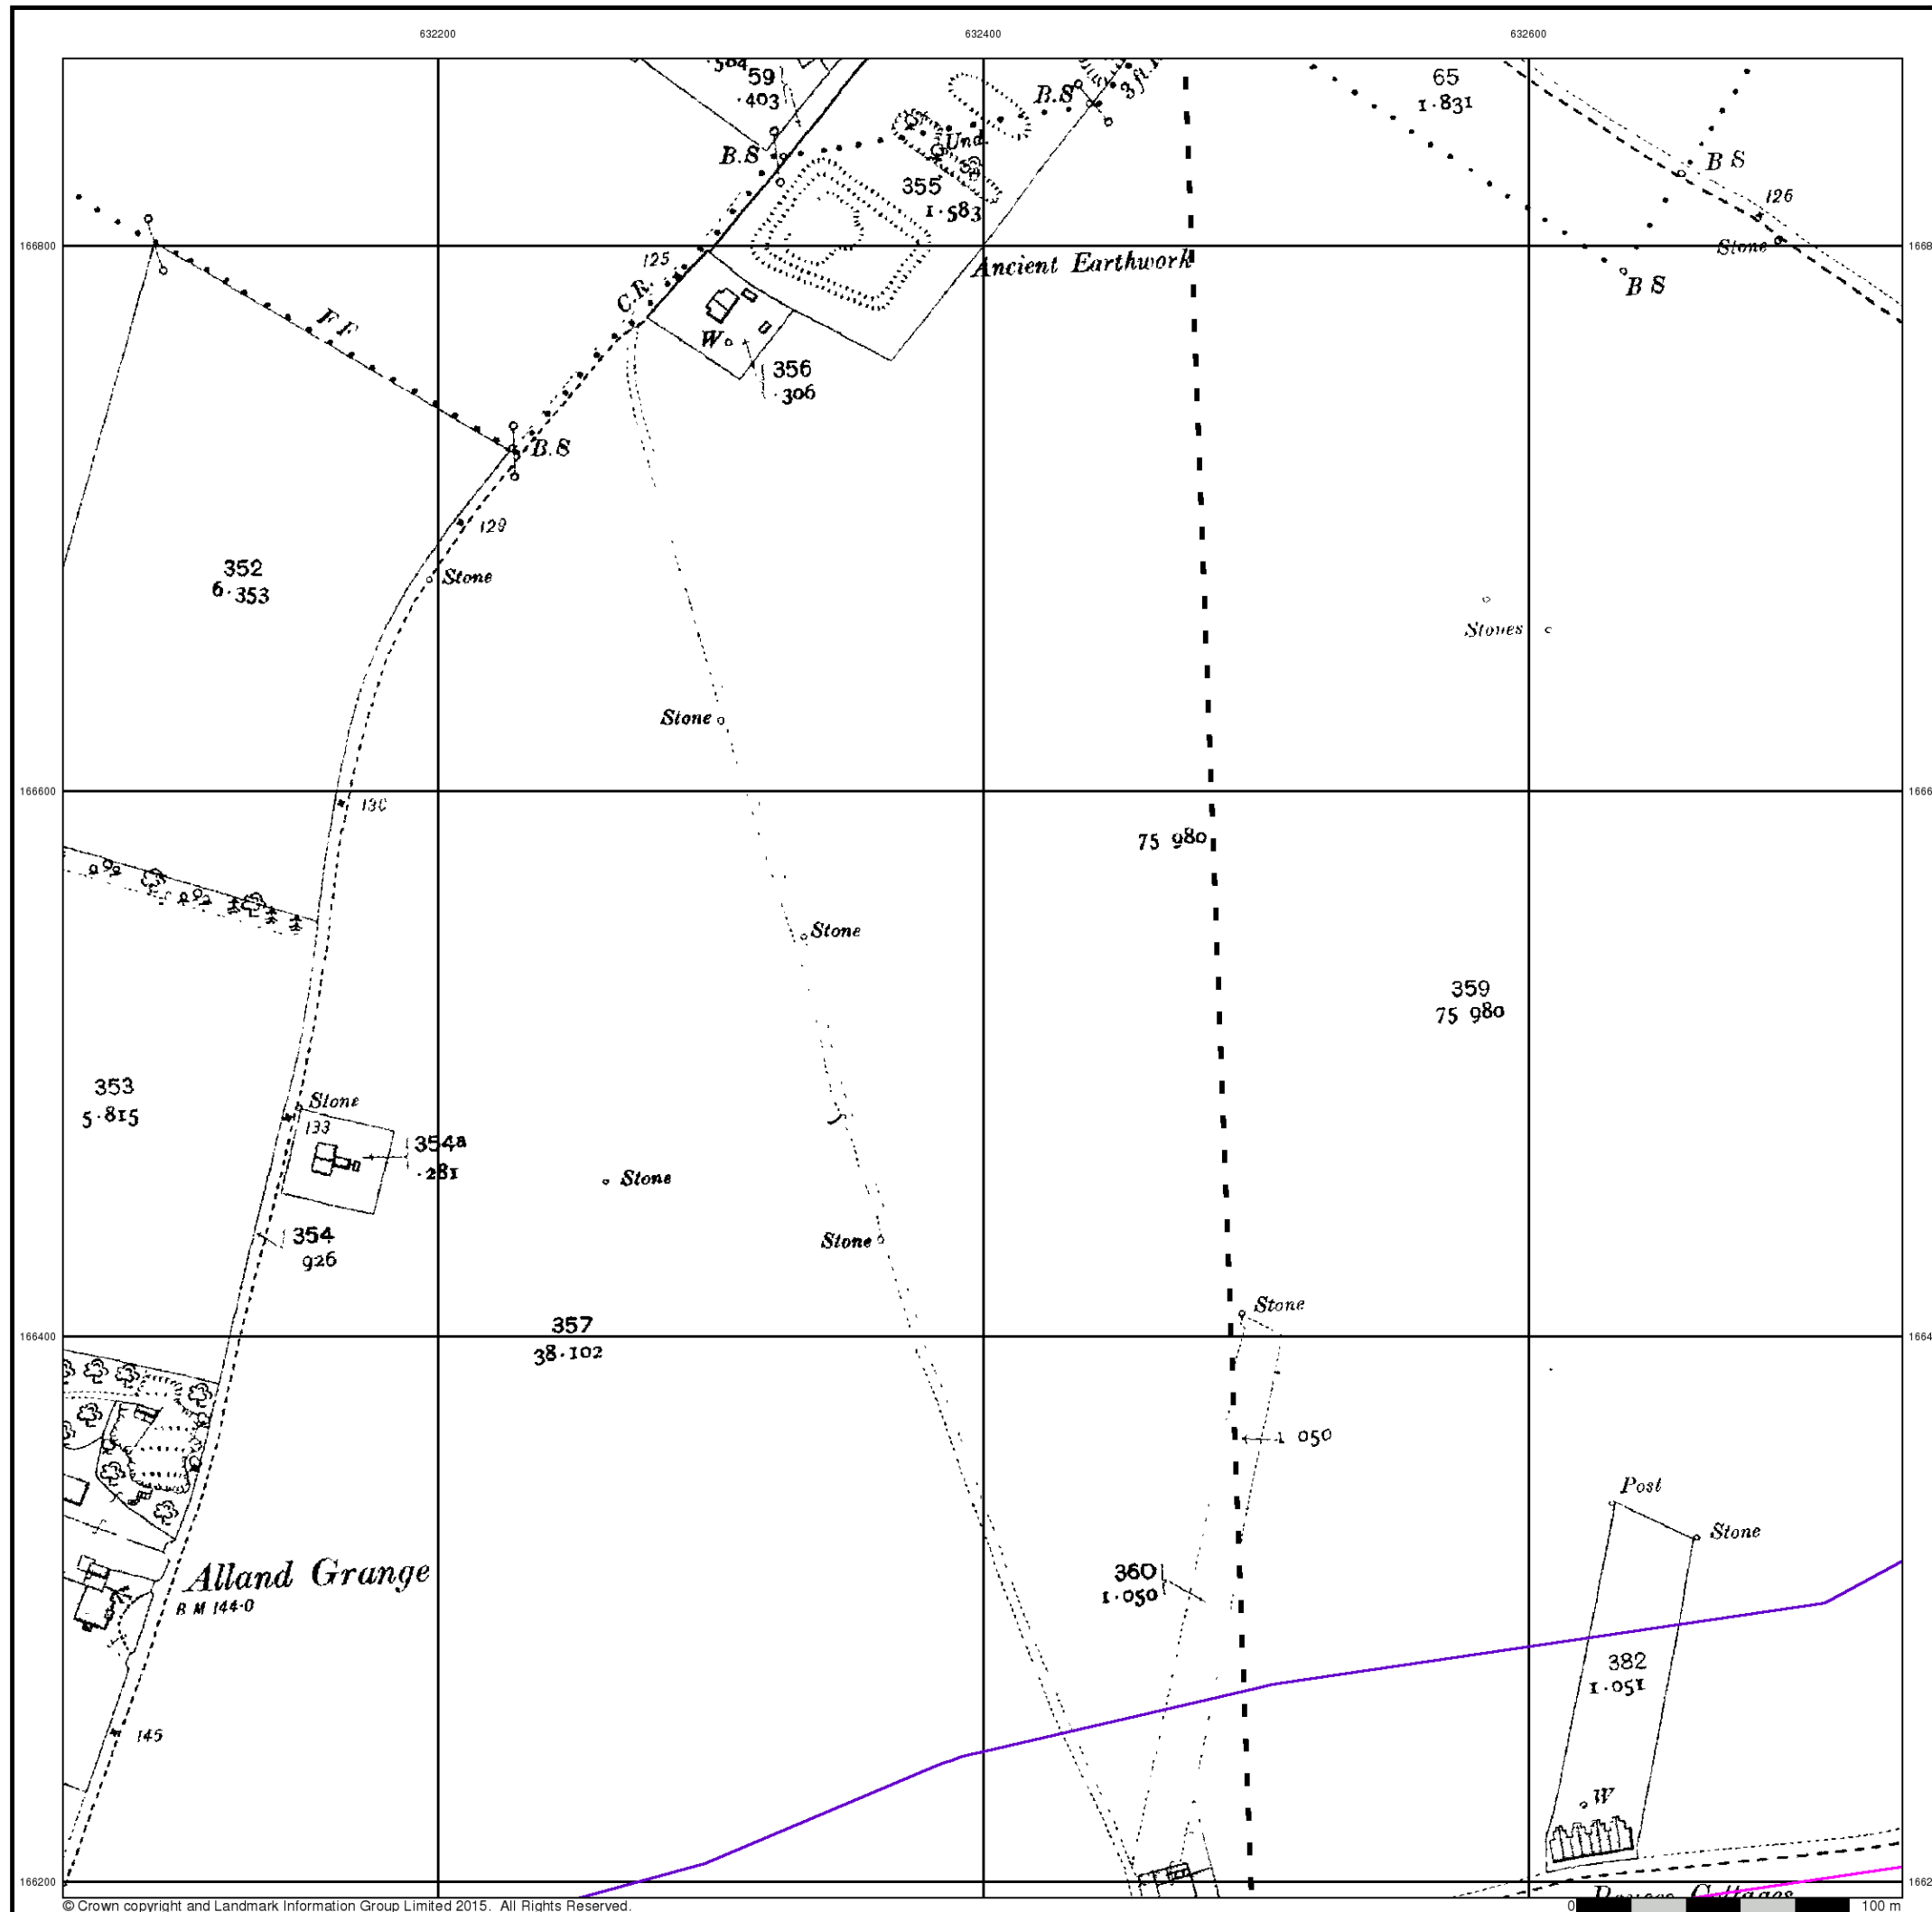 632200
632400
632600
59
·403
B.S
3 ft.
65
1·831
B.S
Und.
B S
355
1·583
126
Stone
166800
125
Ancient Earthwork
C.R.
B S
F F
W
356
·306
B.S
129
352
6·353
Stone
Stones
Stone
166600
130
75 980
Stone
359
75 980
353
5·815
Stone
133
354a
·281
Stone
354
926
Stone
Stone
357
38·102
166400
1 050
Post
Stone
Alland Grange
B M 144·0
360
1·050
382
1·051
145
W
166200
© Crown copyright and Landmark Information Group Limited 2015. All Rights Reserved.
0
100 m